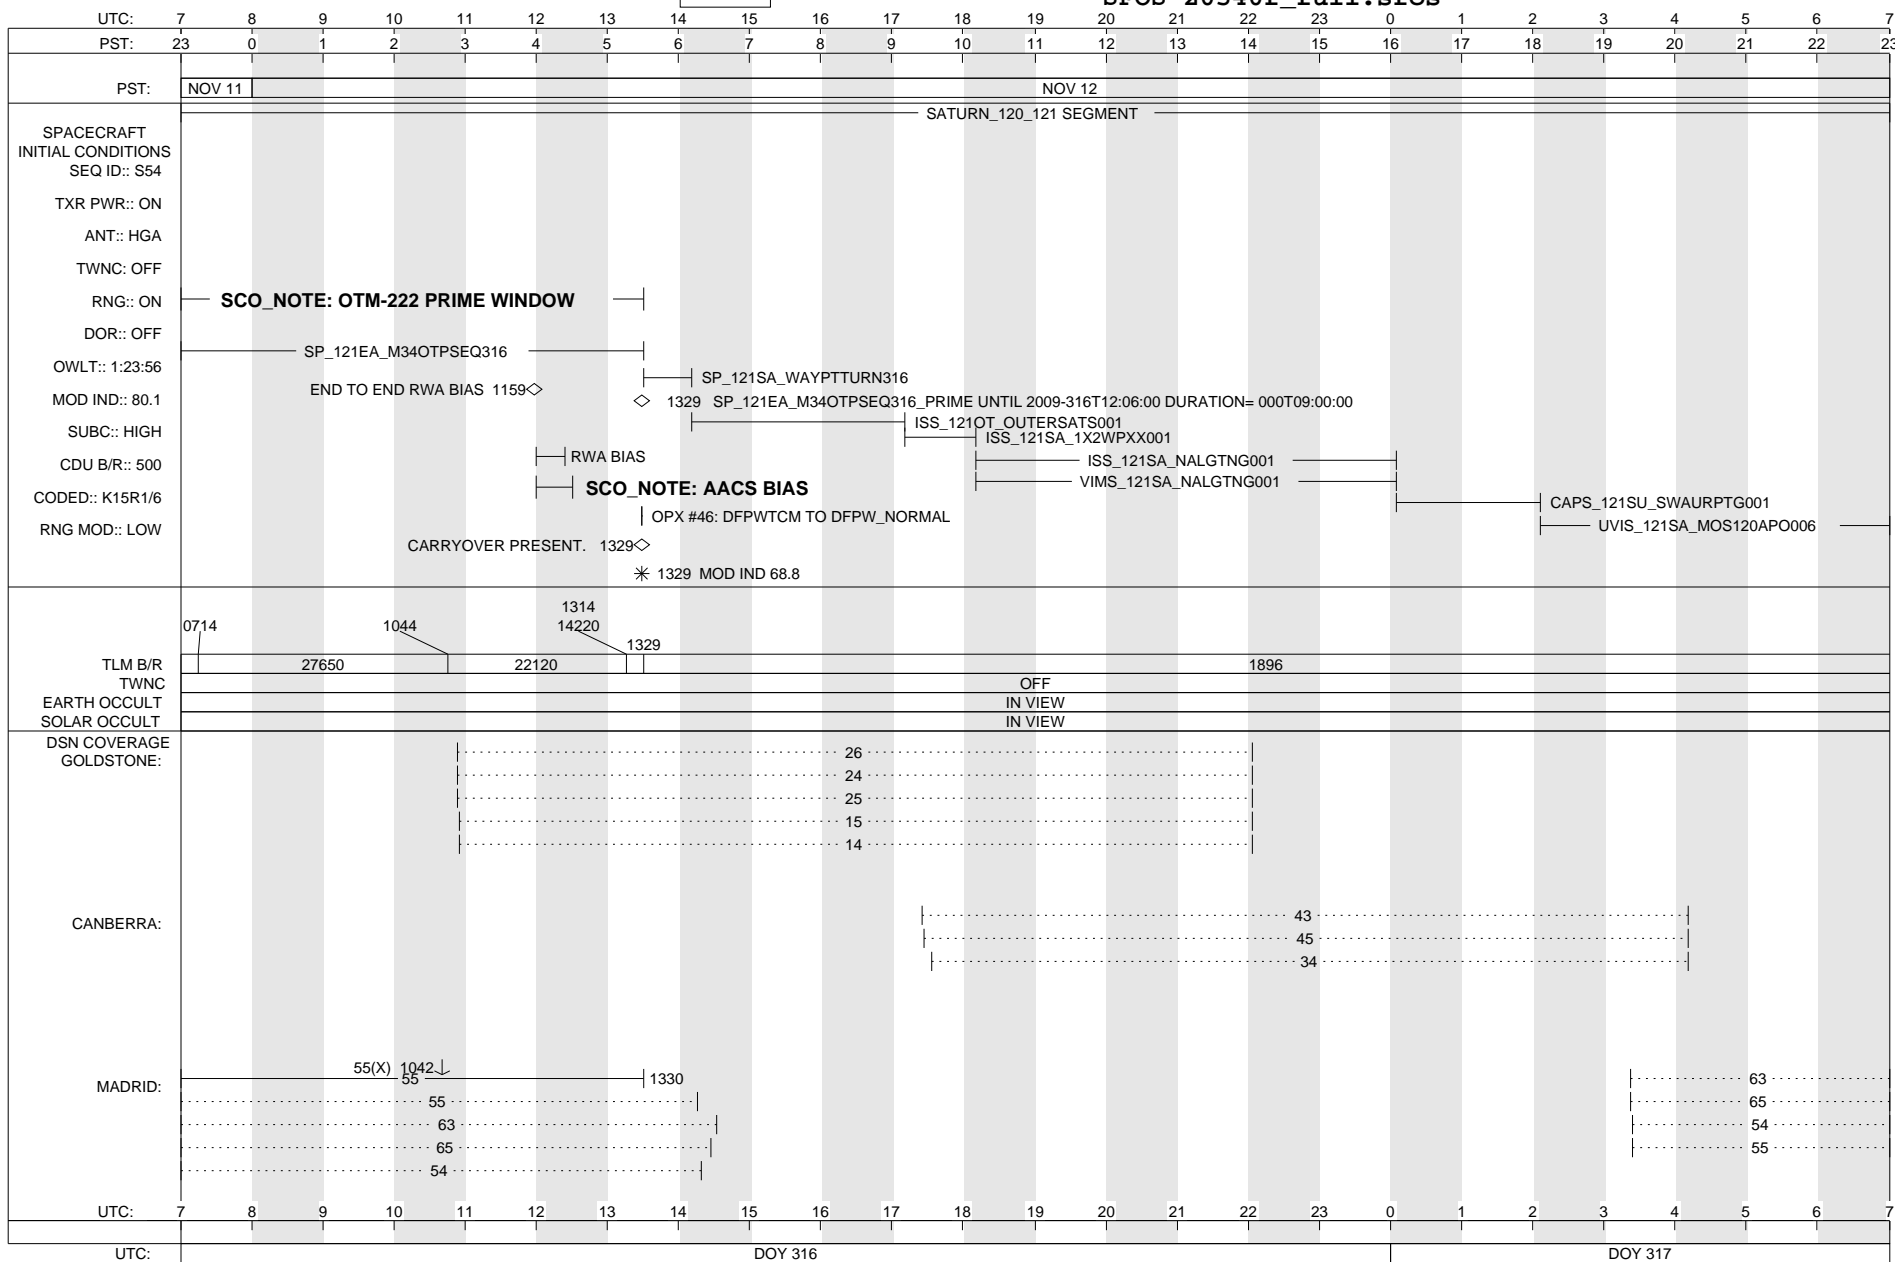 SFOS 20540I_full.sfos
UTC: 7 8 9 10 11 12 13 14 15 16 17 18 19 20 21 22 23 0 1 2 3 4 5 6 7
PST: 23 0 1 2 3 4 5 6 7 8 9 10 11 12 13 14 15 16 17 18 19 20 21 22 23
PST: NOV 11 NOV 12
SATURN_120_121 SEGMENT
SPACECRAFT
INITIAL CONDITIONS
SEQ ID:: S54
TXR PWR:: ON
ANT:: HGA
TWNC: OFF
RNG:: ON SCO_NOTE: OTM-222 PRIME WINDOW
DOR:: OFF
SP_121EA_M34OTPSEQ316
OWLT:: 1:23:56
SP_121SA_WAYPTTURN316
END TO END RWA BIAS 1159
MOD IND:: 80.1 1329 SP_121EA_M34OTPSEQ316_PRIME UNTIL 2009-316T12:06:00 DURATION= 000T09:00:00
ISS_121OT_OUTERSATS001
SUBC:: HIGH ISS_121SA_1X2WPXX001
RWA BIAS ISS_121SA_NALGTNG001
CDU B/R:: 500
VIMS_121SA_NALGTNG001
SCO_NOTE: AACS BIAS
CODED:: K15R1/6 CAPS_121SU_SWAURPTG001
OPX #46: DFPWTCM TO DFPW_NORMAL
RNG MOD:: LOW UVIS_121SA_MOS120APO006
CARRYOVER PRESENT. 1329
1329 MOD IND 68.8
1314
0714 1044 14220
1329
TLM B/R 27650 22120 1896
TWNC OFF
EARTH OCCULT IN VIEW
SOLAR OCCULT IN VIEW
DSN COVERAGE
GOLDSTONE: 26
24
25
15
14
CANBERRA: 43
45
34
55(X) 1042
MADRID: 55 1330 63
55 65
63 54
65 55
54
UTC: 7 8 9 10 11 12 13 14 15 16 17 18 19 20 21 22 23 0 1 2 3 4 5 6 7
UTC: DOY 316 DOY 317